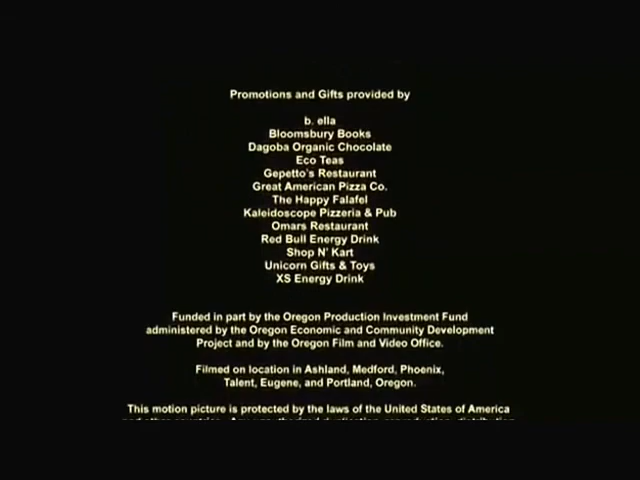 Promotions and Gifts provided by
b. ella
Bloomsbury Books
Dagoba Organic Chocolate
Eco Teas
Gepetto's Restaurant
Great American Pizza Co.
The Happy Falafel
Kaleidoscope Pizzeria & Pub
Omars Restaurant
Red Bull Energy Drink
Shop N' Kart
Unicorn Gifts & Toys
XS Energy Drink
Funded in part by the Oregon Production Investment Fund
administered by the Oregon Economic and Community Development
Project and by the Oregon Film and Video Office.
Filmed on location in Ashland, Medford, Phoenix,
Talent, Eugene, and Portland, Oregon.
This motion picture is protected by the laws of the United States of America